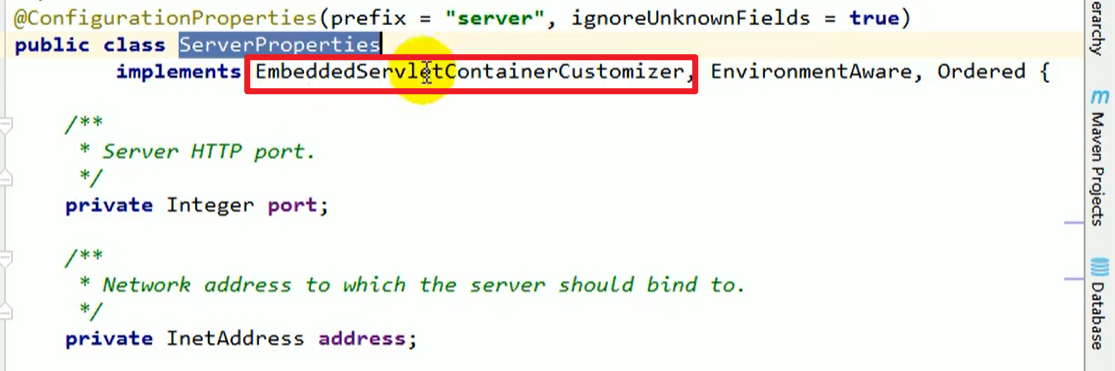 @ConfigurationProperties(prefix = "server", ignoreUnknownFields = true)
public class ServerProperties
implements EmbeddedServletContainerCustomizer, EnvironmentAware, Ordered {
/**
* Server HTTP port.
*/
private Integer port;
/**
* Network address to which the server should bind to.
*/
private InetAddress address;
erarchy
m Maven Projects
Database